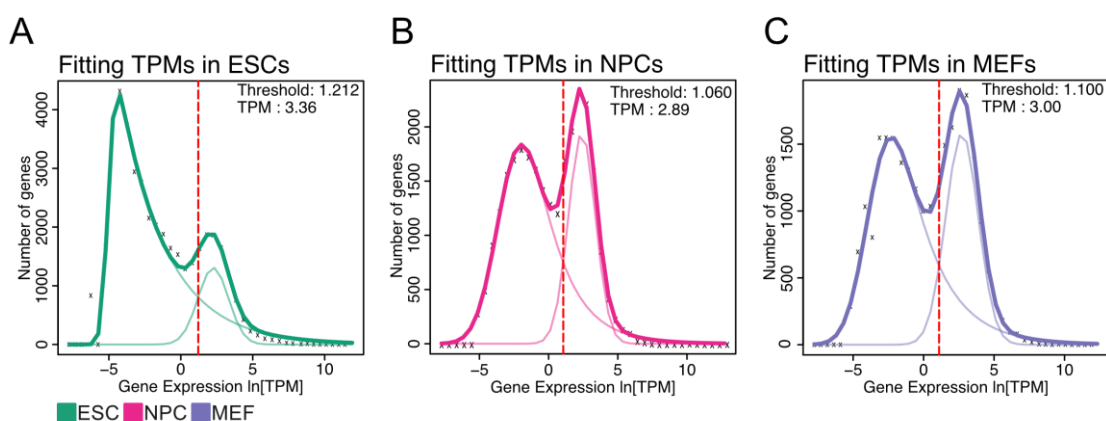 A
Fitting TPMs in ESCs
Threshold: 1.212
TPM : 3.36
Number of genes
0
1000
2000
3000
4000
−5
0
5
10
Gene Expression ln[TPM]
B
Fitting TPMs in NPCs
Threshold: 1.060
TPM : 2.89
Number of genes
0
500
1000
1500
2000
−5
0
5
10
Gene Expression ln[TPM]
C
Fitting TPMs in MEFs
Threshold: 1.100
TPM : 3.00
Number of genes
0
500
1000
1500
−5
0
5
10
Gene Expression ln[TPM]
ESC NPC MEF